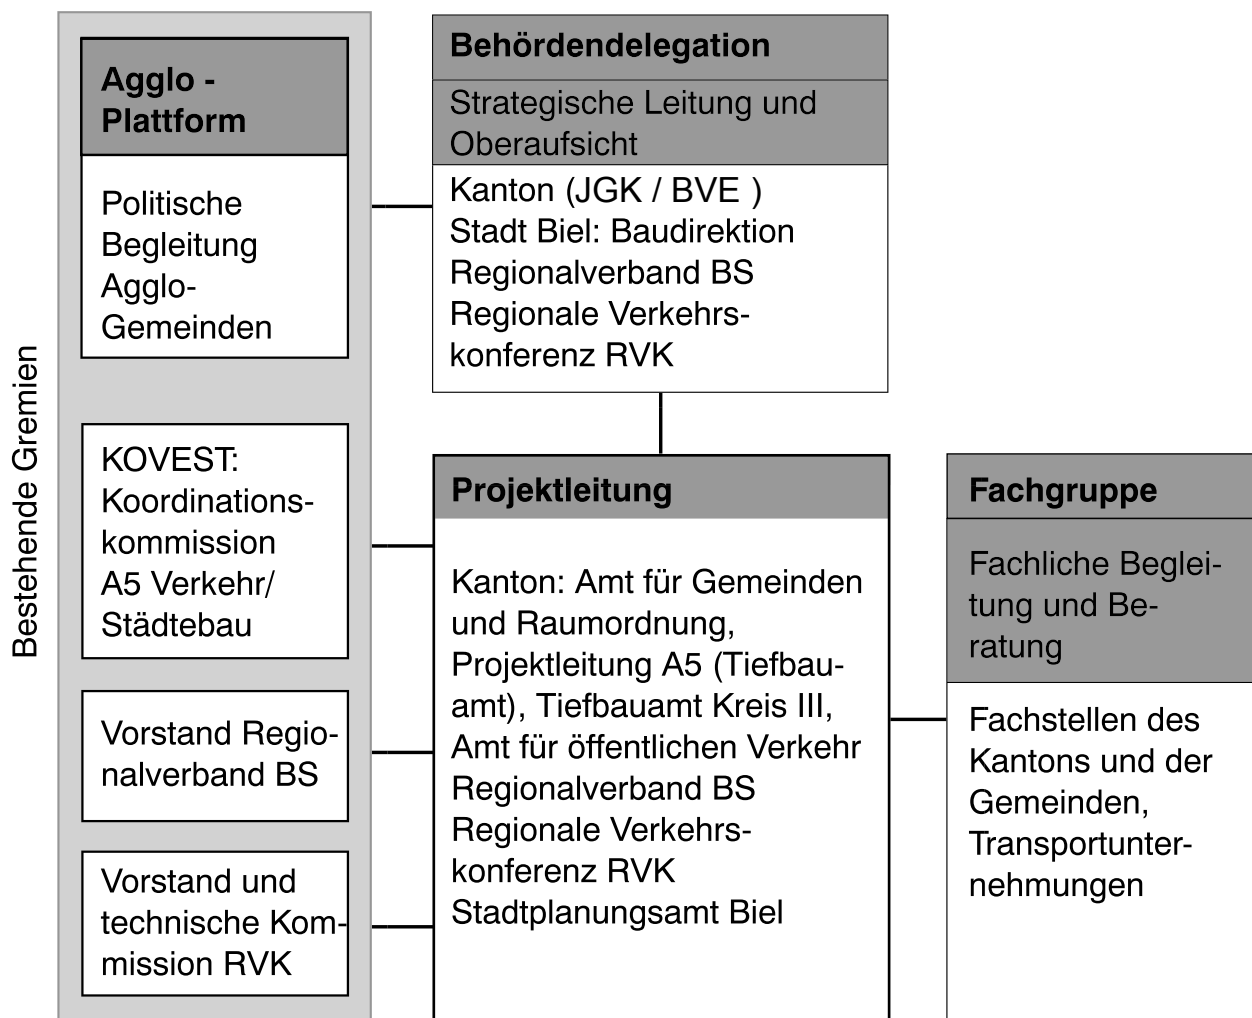 Bestehende Gremien
Agglo -
Plattform
Politische
Begleitung
Agglo-
Gemeinden
KOVEST:
Koordinations-
kommission
A5 Verkehr/
Städtebau
Vorstand Regio-
nalverband BS
Vorstand und
technische Kom-
mission RVK
Behördendelegation
Strategische Leitung und
Oberaufsicht
Kanton (JGK / BVE )
Stadt Biel: Baudirektion
Regionalverband BS
Regionale Verkehrs-
konferenz RVK
Projektleitung
Kanton: Amt für Gemeinden
und Raumordnung,
Projektleitung A5 (Tiefbau-
amt), Tiefbauamt Kreis III,
Amt für öffentlichen Verkehr
Regionalverband BS
Regionale Verkehrs-
konferenz RVK
Stadtplanungsamt Biel
Fachgruppe
Fachliche Beglei-
tung und Be-
ratung
Fachstellen des
Kantons und der
Gemeinden,
Transportunter-
nehmungen